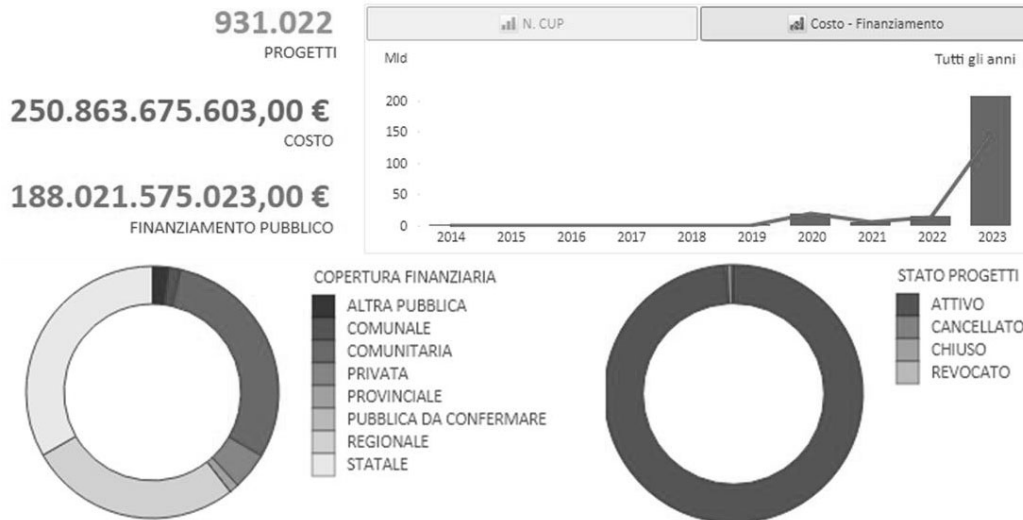 931.022
PROGETTI
250.863.675.603,00 €
COSTO
188.021.575.023,00 €
FINANZIAMENTO PUBBLICO
N. CUP
Costo - Finanziamento
Mld
Tutti gli anni
200
150
100
50
0
2014 2015 2016 2017 2018 2019 2020 2021 2022 2023
COPERTURA FINANZIARIA
ALTRA PUBBLICA
COMUNALE
COMUNITARIA
PRIVATA
PROVINCIALE
PUBBLICA DA CONFERMARE
REGIONALE
STATALE
STATO PROGETTI
ATTIVO
CANCELLATO
CHIUSO
REVOCATO